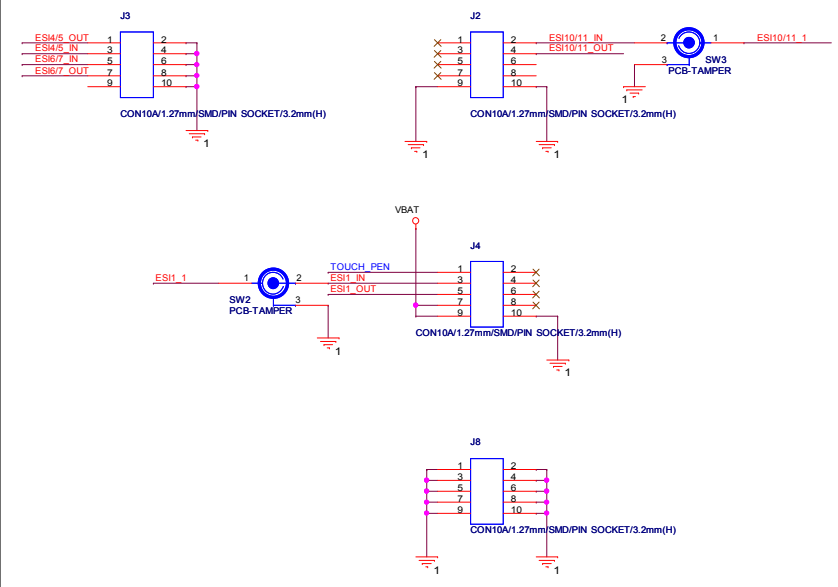 J3
ESI4/5_OUT 1 2
ESI4/5_IN 3 4
ESI6/7_IN 5 6
ESI6/7_OUT 7 8
9 10
CON10A/1.27mm/SMD/PIN SOCKET/3.2mm(H)
1
J2
1 2 ESI10/11_IN
3 4 ESI10/11_OUT
5 6
7 8
9 10
CON10A/1.27mm/SMD/PIN SOCKET/3.2mm(H)
1
1
2 1 ESI10/11_1
3 SW3
PCB-TAMPER
1
VBAT
J4
TOUCH_PEN 1 2
ESI1_IN 3 4
ESI1_OUT 5 6
7 8
9 10
CON10A/1.27mm/SMD/PIN SOCKET/3.2mm(H)
1
ESI1_1 1 2
SW2 3
PCB-TAMPER
1
J8
1 2
3 4
5 6
7 8
9 10
CON10A/1.27mm/SMD/PIN SOCKET/3.2mm(H)
1
1